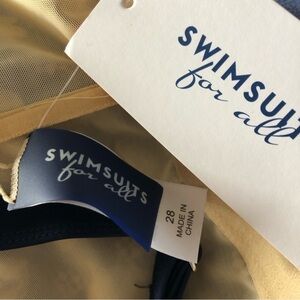 SWIMSUITS
for all
SWIMSUITS
for all
28
MADE IN
CHINA